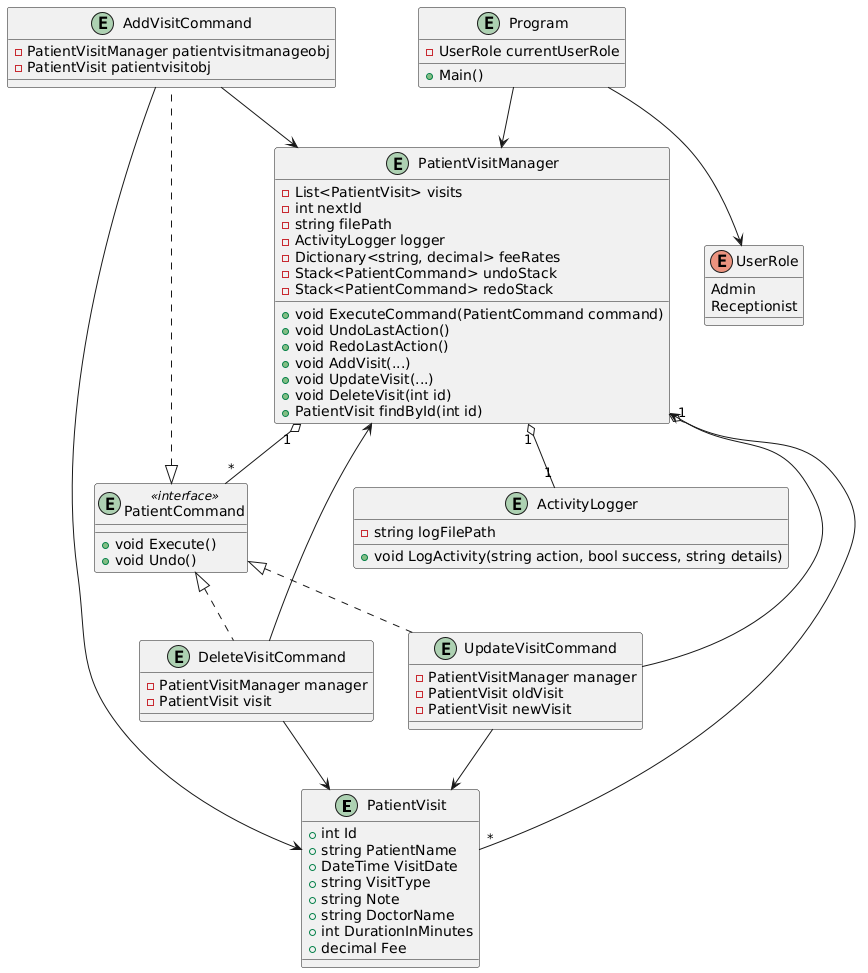 E AddVisitCommand
PatientVisitManager patientvisitmanageobj
PatientVisit patientvisitobj
E Program
UserRole currentUserRole
Main()
E PatientVisitManager
List<PatientVisit> visits
int nextId
string filePath
ActivityLogger logger
Dictionary<string, decimal> feeRates
Stack<PatientCommand> undoStack
Stack<PatientCommand> redoStack
void ExecuteCommand(PatientCommand command)
void UndoLastAction()
void RedoLastAction()
void AddVisit(...)
void UpdateVisit(...)
void DeleteVisit(int id)
PatientVisit findById(int id)
E UserRole
Admin
Receptionist
1
1
1
*
1
E «interface»
PatientCommand
void Execute()
void Undo()
E ActivityLogger
string logFilePath
void LogActivity(string action, bool success, string details)
E DeleteVisitCommand
PatientVisitManager manager
PatientVisit visit
E UpdateVisitCommand
PatientVisitManager manager
PatientVisit oldVisit
PatientVisit newVisit
E PatientVisit
int Id
string PatientName
DateTime VisitDate
string VisitType
string Note
string DoctorName
int DurationInMinutes
decimal Fee
*